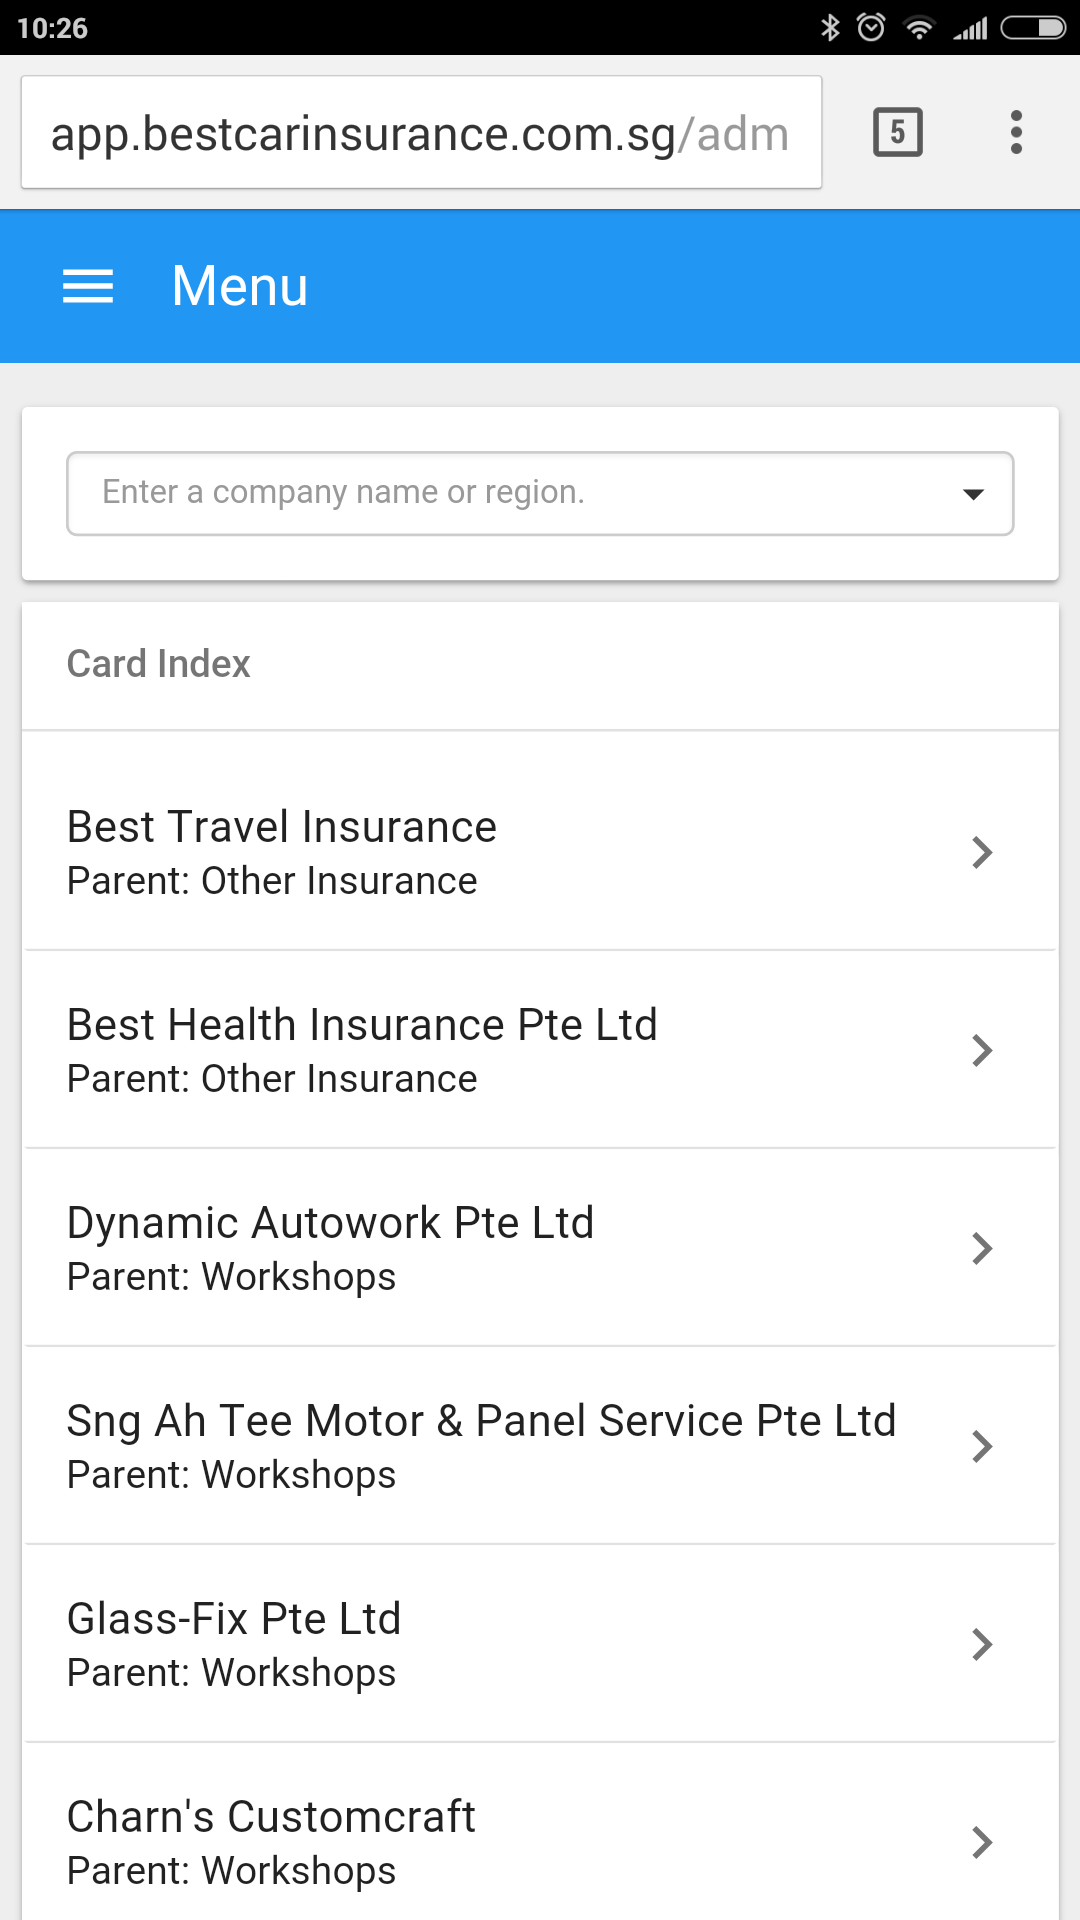 10:26
app.bestcarinsurance.com.sg/adm
5
Menu
Enter a company name or region.
Card Index
Best Travel Insurance
Parent: Other Insurance
Best Health Insurance Pte Ltd
Parent: Other Insurance
Dynamic Autowork Pte Ltd
Parent: Workshops
Sng Ah Tee Motor & Panel Service Pte Ltd
Parent: Workshops
Glass-Fix Pte Ltd
Parent: Workshops
Charn's Customcraft
Parent: Workshops